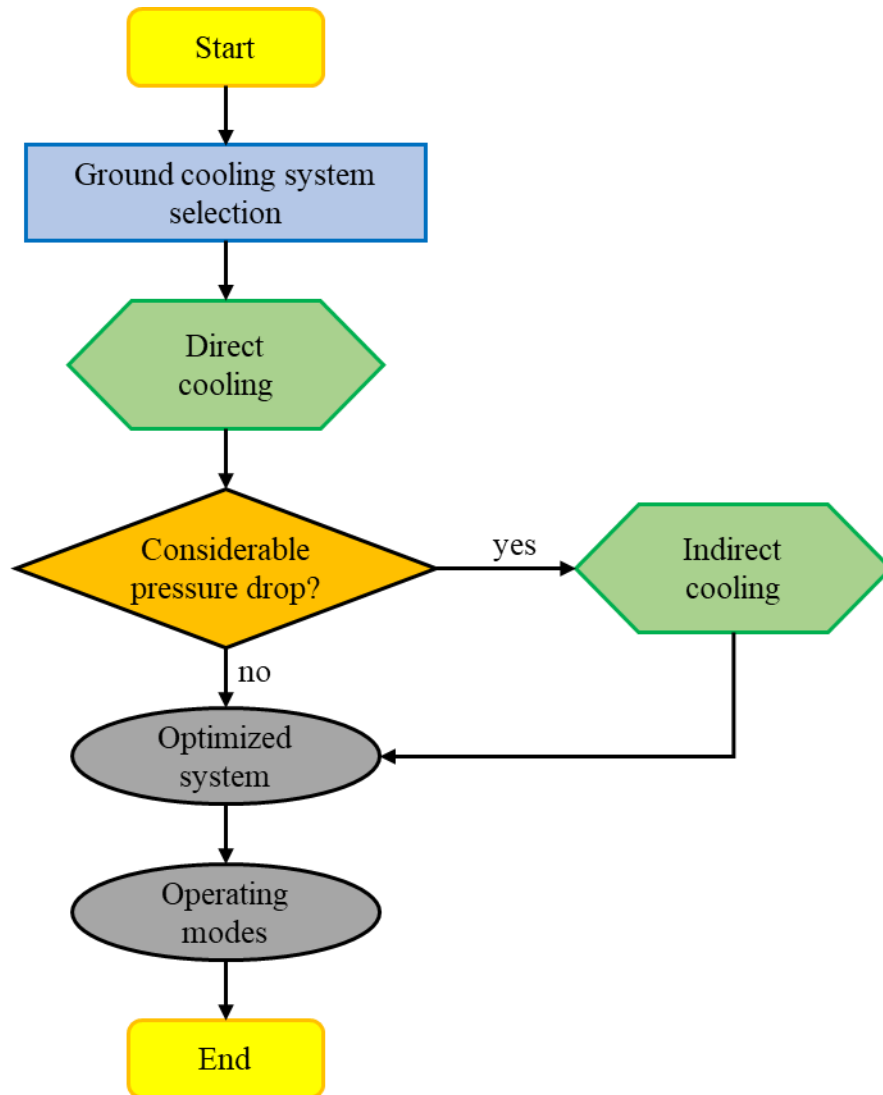 Start
Ground cooling system
selection
Direct
cooling
Considerable
pressure drop?
yes
Indirect
cooling
no
Optimized
system
Operating
modes
End